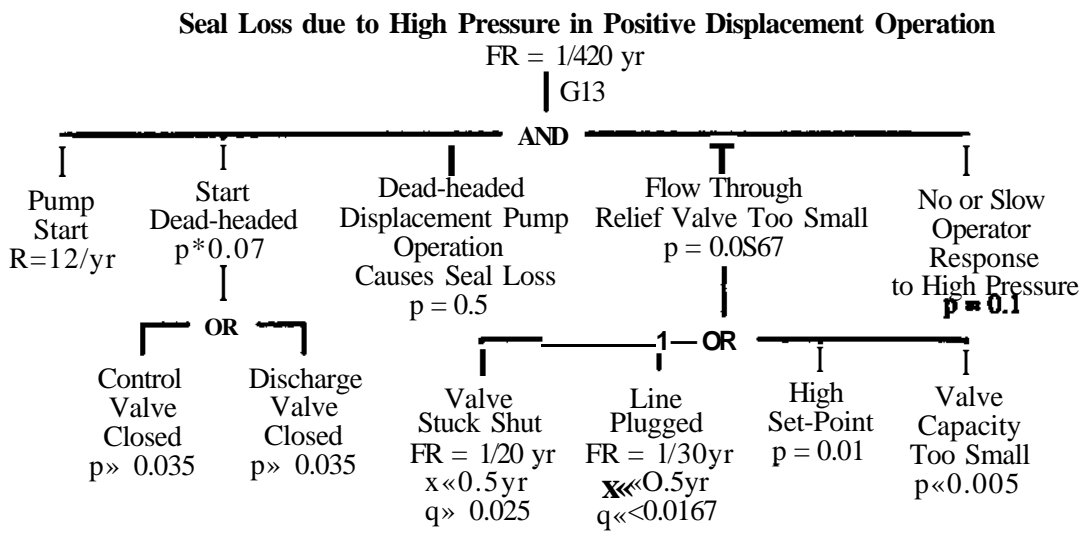 Seal Loss due to High Pressure in Positive Displacement Operation
FR = 1/420 yr
G13
AND
Pump
Start
R=12/yr
Start
Dead-headed
p*0.07
Dead-headed
Displacement Pump
Operation
Causes Seal Loss
p = 0.5
Flow Through
Relief Valve Too Small
p = 0.0S67
No or Slow
Operator
Response
to High Pressure
p = 0.1
OR
Control
Valve
Closed
p» 0.035
Discharge
Valve
Closed
p» 0.035
1— OR
Valve
Stuck Shut
FR = 1/20 yr
x«0.5yr
q» 0.025
Line
Plugged
FR = 1/30yr
x««O.5yr
q«<0.0167
High
Set-Point
p = 0.01
Valve
Capacity
Too Small
p«0.005